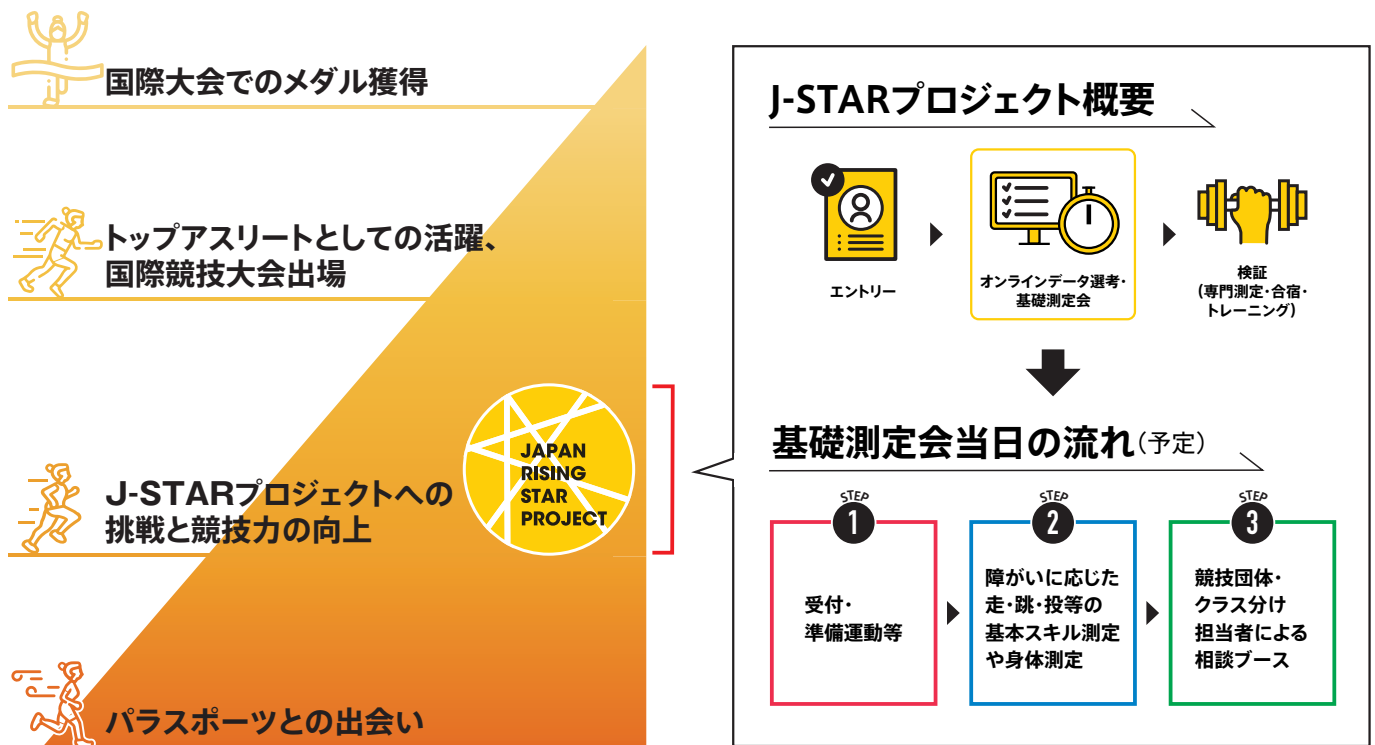 国際大会でのメダル獲得
トップアスリートとしての活躍、
国際競技大会出場
J-STARプロジェクトへの
挑戦と競技力の向上
パラスポーツとの出会い
JAPAN
RISING
STAR
PROJECT
J-STARプロジェクト概要
エントリー
オンラインデータ選考・
基礎測定会
検証
(専門測定・合宿・
トレーニング)
基礎測定会当日の流れ(予定)
STEP
1
受付・
準備運動等
STEP
2
障がいに応じた
走・跳・投等の
基本スキル測定
や身体測定
STEP
3
競技団体・
クラス分け
担当者による
相談ブース